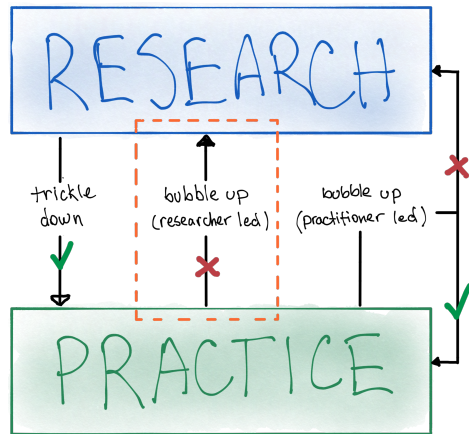 RESEARCH
trickle
down
bubble up
(researcher led)
bubble up
(practitioner led)
PRACTICE